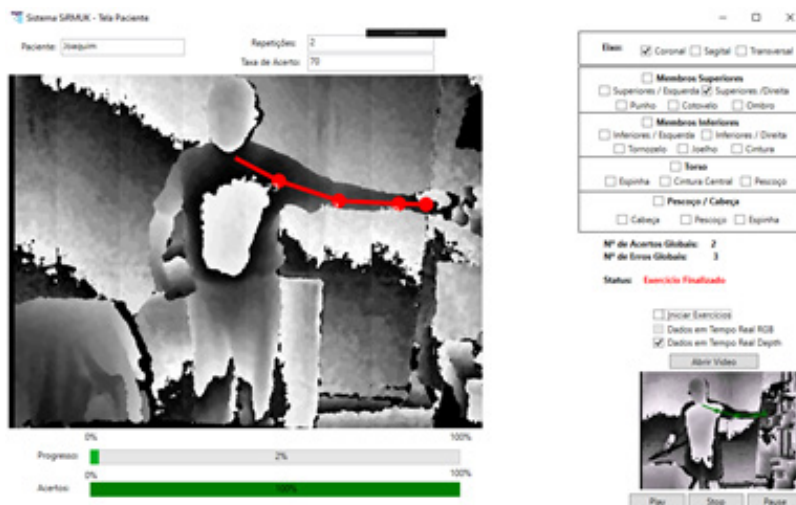 Sistema SiRMUK - Tela Paciente
Paciente: Joaquim
Repetições: 2
Taxa de Acerto: 70
0% 100%
Progresso: 2%
0% 100%
Acertos: 100%
Eixo: Coronal Sagital Transversal
Membros Superiores
Superiores / Esquerda Superiores /Direita
Punho Cotovelo Ombro
Membros Inferiores
Inferiores / Esquerda Inferiores / Direita
Tornozelo Joelho Cintura
Torso
Espinha Cintura Central Pescoço
Pescoço / Cabeça
Cabeça Pescoço Espinha
Nº de Acertos Globais: 2
Nº de Erros Globais: 3
Status: Exercício Finalizado
Iniciar Exercícios
Dados em Tempo Real RGB
Dados em Tempo Real Depth
Abrir Video
Play Stop Pause